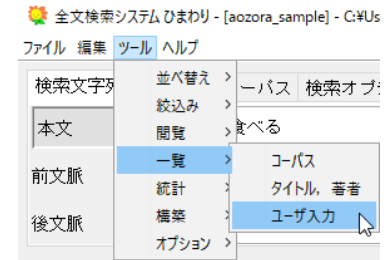 全文検索システム ひまわり - [aozora_sample] - C:¥Us
ファイル 編集 ツール ヘルプ
検索文字列 並べ替え > ーパス 検索オプ
絞込み >
本文 閲覧 > 食べる
一覧 > コーパス
前文脈 統計 > タイトル，著者
構築 > ユーザ入力
後文脈 オプション >